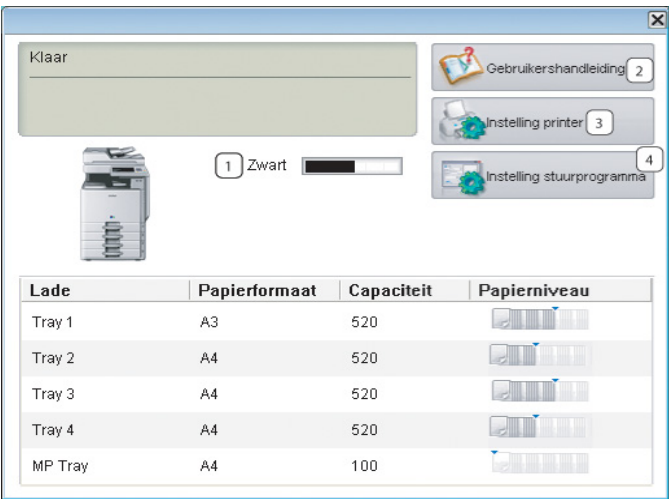 Klaar
Gebruikershandleiding 2
Instelling printer 3
4
1 Zwart
Instelling stuurprogramma
Lade Papierformaat Capaciteit Papierniveau
Tray 1 A3 520
Tray 2 A4 520
Tray 3 A4 520
Tray 4 A4 520
MP Tray A4 100